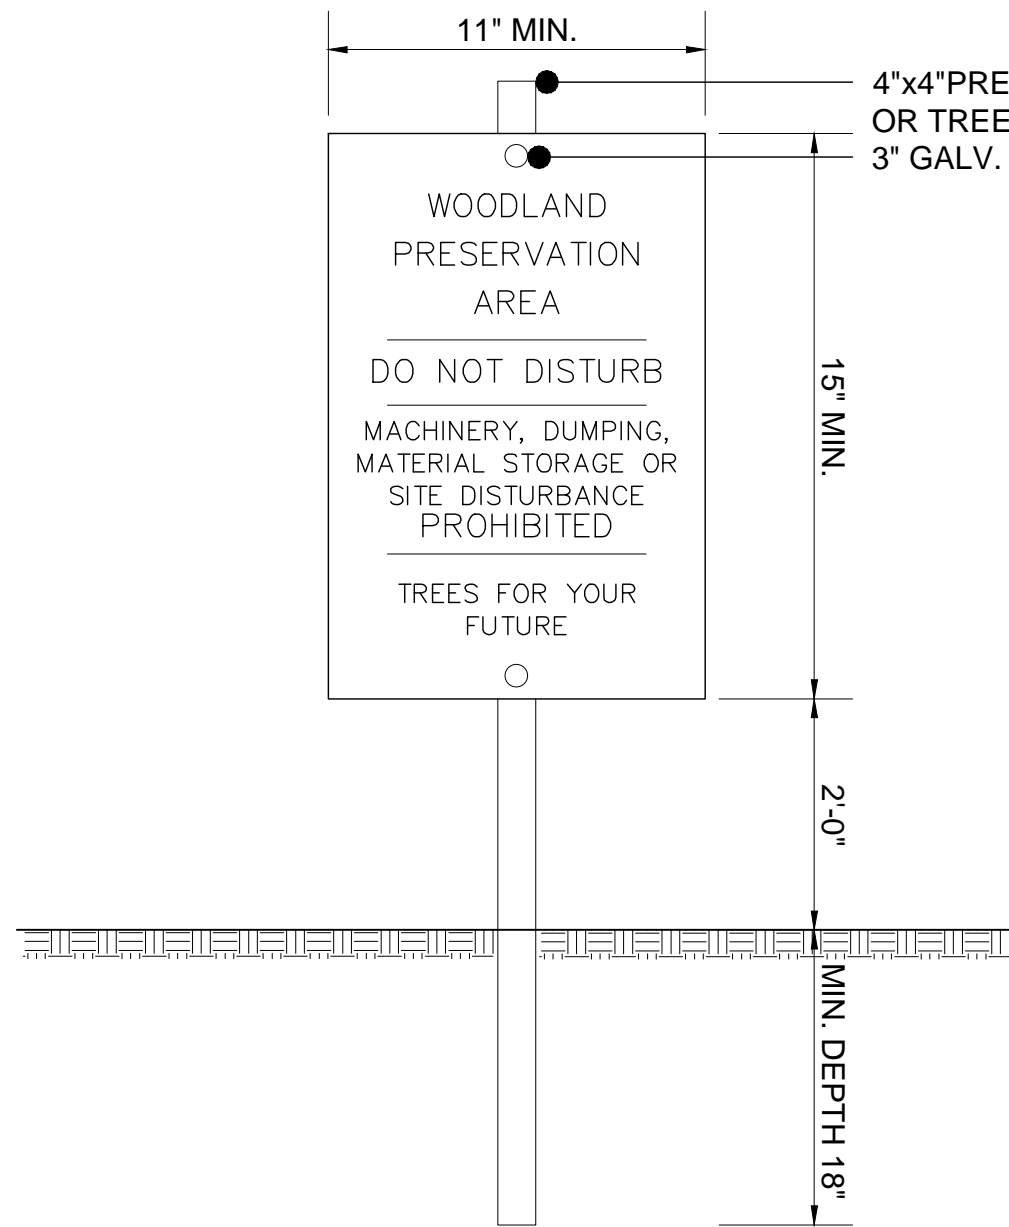 11" MIN.
4"x4"PRE
OR TREE
3" GALV.
WOODLAND
PRESERVATION
AREA
DO NOT DISTURB
MACHINERY, DUMPING,
MATERIAL STORAGE OR
SITE DISTURBANCE
PROHIBITED
TREES FOR YOUR
FUTURE
15" MIN.
2'-0"
MIN. DEPTH 18"